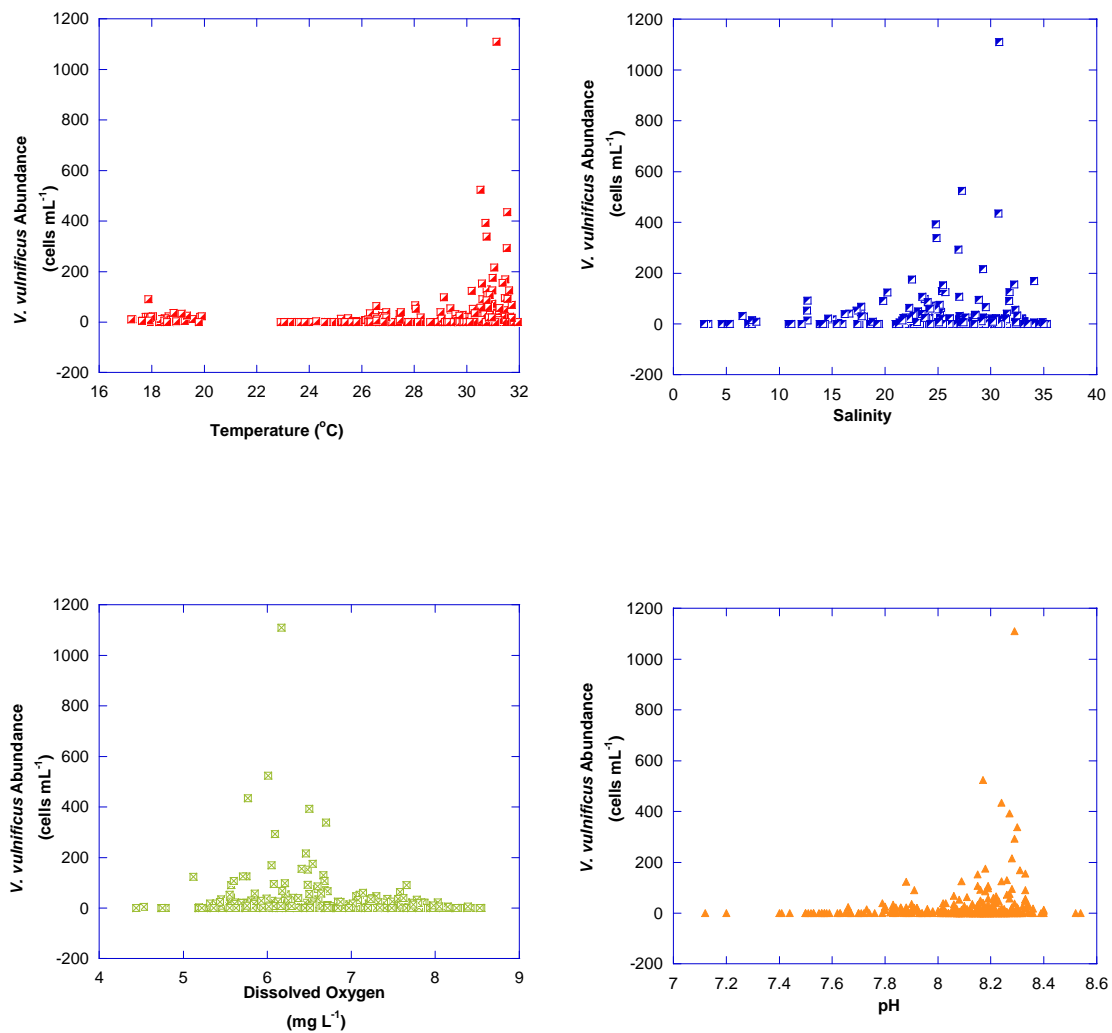 V. vulnificus Abundance
(cells mL-1)
1200
1000
800
600
400
200
0
-200
16 18 20 22 24 26 28 30 32
Temperature (oC)
V. vulnificus Abundance
(cells mL-1)
1200
1000
800
600
400
200
0
-200
0 5 10 15 20 25 30 35 40
Salinity
V. vulnificus Abundance
(cells mL-1)
1200
1000
800
600
400
200
0
-200
4 5 6 7 8 9
Dissolved Oxygen
(mg L-1)
V. vulnificus Abundance
(cells mL-1)
1200
1000
800
600
400
200
0
-200
7 7.2 7.4 7.6 7.8 8 8.2 8.4 8.6
pH